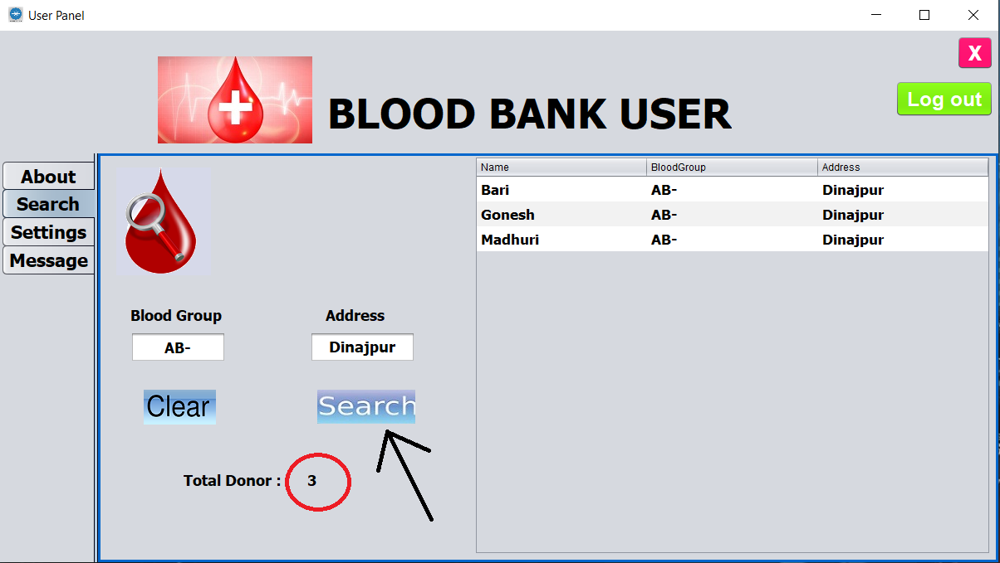 User Panel
X
Log out
BLOOD BANK USER
About
Search
Settings
Message
Blood Group
Address
AB-
Dinajpur
Clear
Search
Total Donor : 3
Name BloodGroup Address
Bari AB- Dinajpur
Gonesh AB- Dinajpur
Madhuri AB- Dinajpur